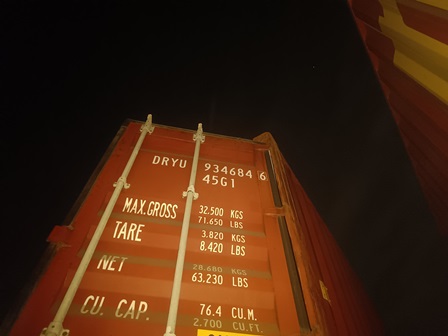 DRYU 934684 6
45G1
MAX.GROSS 32.500 KGS
71.650 LBS
TARE 3.820 KGS
8.420 LBS
NET 28.680 KGS
63.230 LBS
CU. CAP. 76.4 CU.M.
2.700 CU.FT.